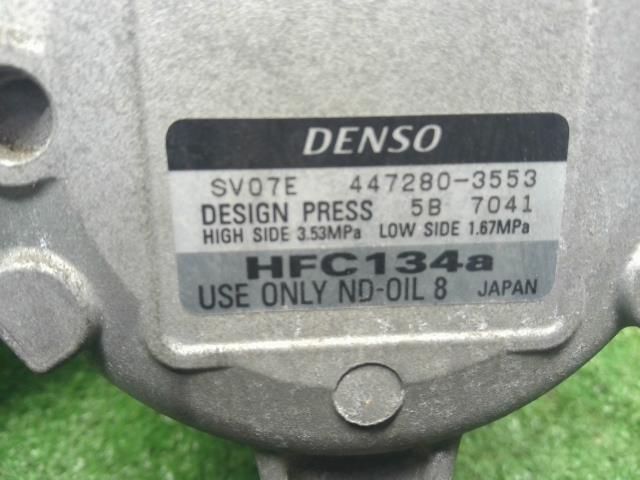 DENSO
SV07E 447280-3553
DESIGN PRESS 5B 7041
HIGH SIDE 3.53MPa LOW SIDE 1.67MPa
HFC134a
USE ONLY ND-OIL 8 JAPAN